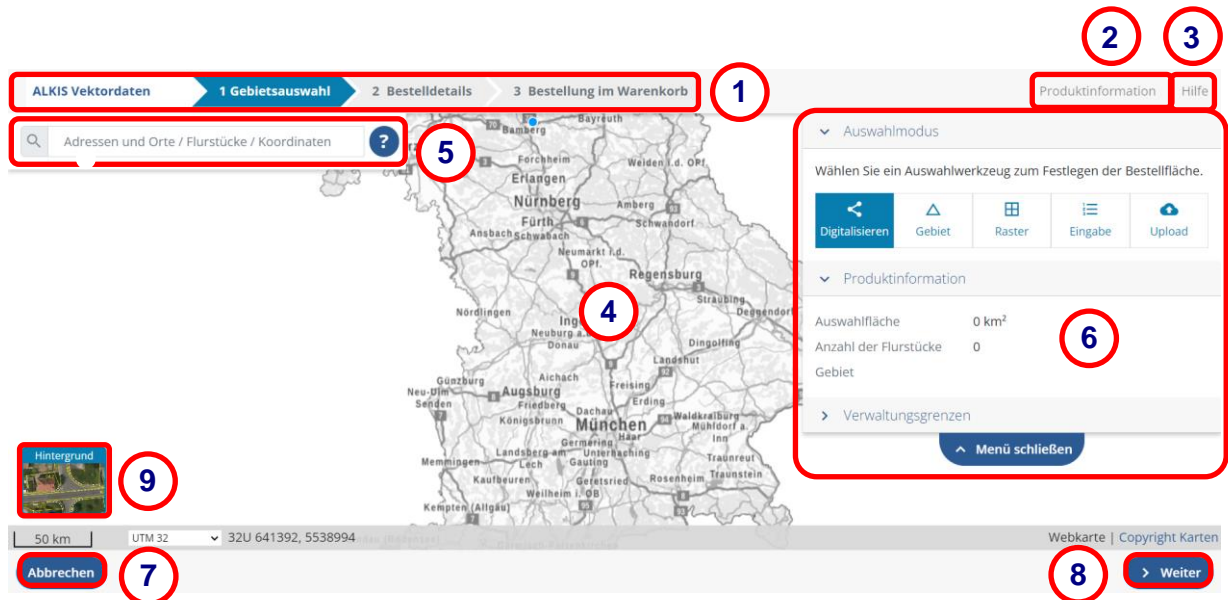 2
3
ALKIS Vektordaten
1 Gebietsauswahl
2 Bestelldetails
3 Bestellung im Warenkorb
1
Produktinformation
Hilfe
Adressen und Orte / Flurstücke / Koordinaten
?
5
Bamberg
Bayreuth
Forchheim
Weiden i.d. OPf.
Erlangen
Nürnberg
Amberg
Fürth
Schwandorf
Ansbach
Schwabach
Neumarkt i.d.
OPf.
Regensburg
Straubing
Deggendorf
Nördlingen
4
Neuburg a.d.
Donau
Dingolfing
Landshut
Günzburg
Aichach
Freising
Neu-Ulm
Augsburg
Erding
Senden
Friedberg
Dachau
Königsbrunn
München
Waldkraiburg
Mühldorf a.
Inn
Germering
Haar
Landsberg am
Lech
Unterhaching
Memmingen
Gauting
Traunreut
Kaufbeuren
Geretsried
Rosenheim
Traunstein
Weilheim i. OB
Kempten (Allgäu)
Auswahlmodus
Wählen Sie ein Auswahlwerkzeug zum Festlegen der Bestellfläche.
Digitalisieren
Gebiet
Raster
Eingabe
Upload
Produktinformation
Auswahlfläche 0 km²
Anzahl der Flurstücke 0
Gebiet
6
Verwaltungsgrenzen
Menü schließen
Hintergrund
9
50 km
UTM 32
32U 641392, 5538994
Webkarte | Copyright Karten
Abbrechen
7
8
Weiter